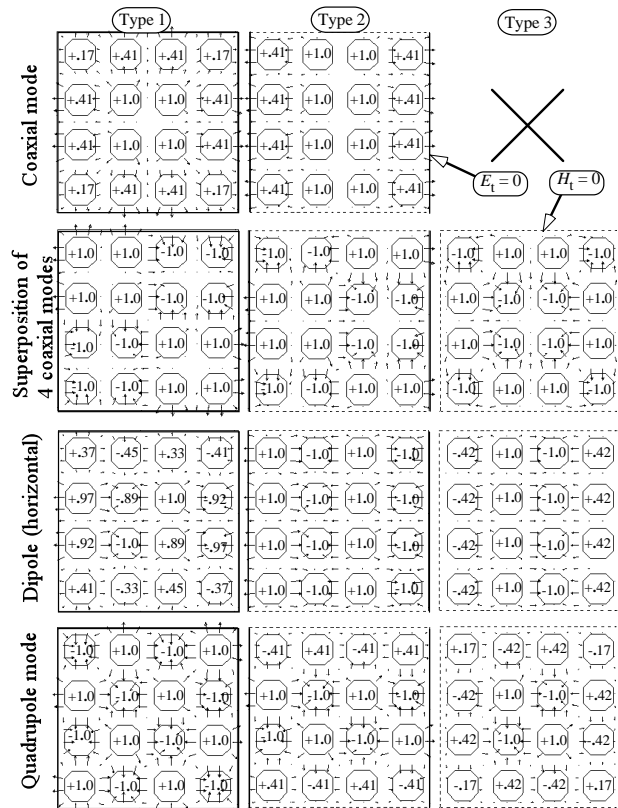 Type 1 Type 2 Type 3
Coaxial mode
+.17 +.41 +.41 +.17 +.41 +1.0 +1.0 +.41
+.41 +1.0 +1.0 +.41 +.41 +1.0 +1.0 +.41
+.41 +1.0 +1.0 +.41 +.41 +1.0 +1.0 +.41
+.17 +.41 +.41 +.17 +.41 +1.0 +1.0 +.41
Et = 0 Ht = 0
Superposition of
4 coaxial modes
+1.0 +1.0 -1.0 -1.0 -1.0 -1.0 +1.0 +1.0 -1.0 +1.0 +1.0 -1.0
+1.0 +1.0 -1.0 -1.0 +1.0 +1.0 -1.0 -1.0 +1.0 -1.0 -1.0 +1.0
-1.0 -1.0 +1.0 +1.0 +1.0 +1.0 -1.0 -1.0 +1.0 -1.0 -1.0 +1.0
-1.0 -1.0 +1.0 +1.0 -1.0 -1.0 +1.0 +1.0 -1.0 +1.0 +1.0 -1.0
Dipole (horizontal)
+.37 -.45 +.33 -.41 +1.0 -1.0 +1.0 -1.0 -.42 +1.0 -1.0 +.42
+.97 -.89 +1.0 -.92 +1.0 -1.0 +1.0 -1.0 -.42 +1.0 -1.0 +.42
+.92 -1.0 +.89 -.97 +1.0 -1.0 +1.0 -1.0 -.42 +1.0 -1.0 +.42
+.41 -.33 +.45 -.37 +1.0 -1.0 +1.0 -1.0 -.42 +1.0 -1.0 +.42
Quadrupole mode
-1.0 +1.0 -1.0 +1.0 -.41 +.41 -.41 +.41 +.17 -.42 +.42 -.17
+1.0 -1.0 +1.0 -1.0 +1.0 -1.0 +1.0 -1.0 -.42 +1.0 -1.0 +.42
-1.0 +1.0 -1.0 +1.0 -1.0 +1.0 -1.0 +1.0 +.42 -1.0 +1.0 -.42
+1.0 -1.0 +1.0 -1.0 +.41 -.41 +.41 -.41 -.17 +.42 -.42 +.17